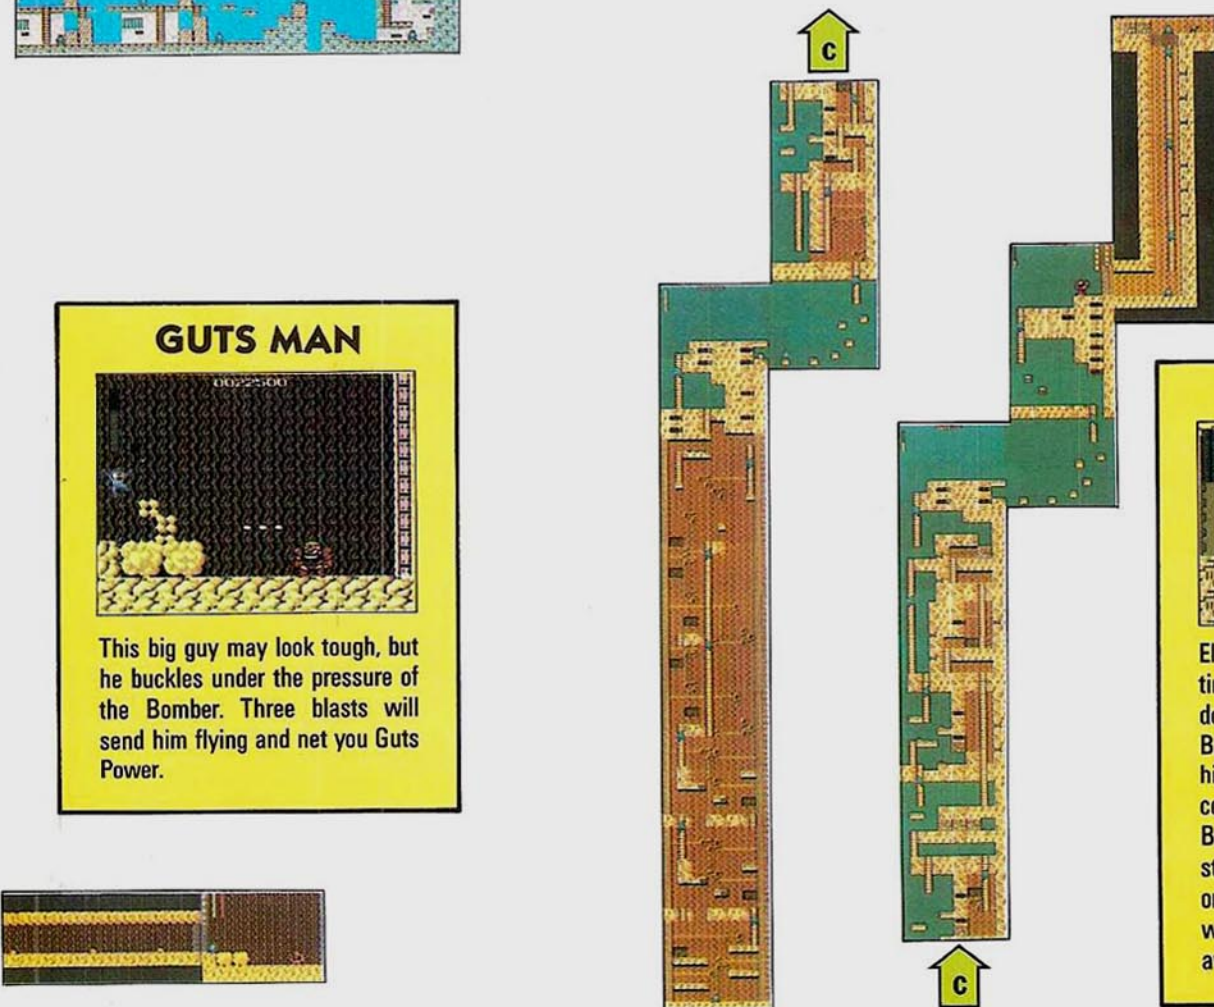 C
GUTS MAN
0022500
This big guy may look tough, but
he buckles under the pressure of
the Bomber. Three blasts will
send him flying and net you Guts
Power.
C